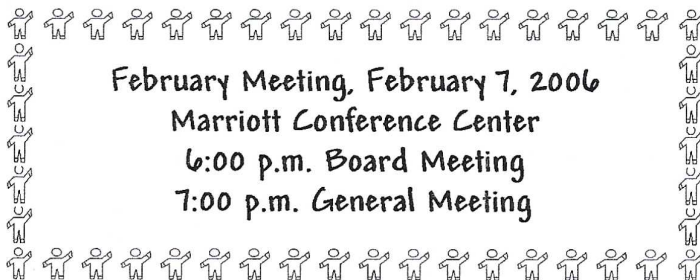 February Meeting, February 7, 2006
Marriott Conference Center
6:00 p.m. Board Meeting
7:00 p.m. General Meeting